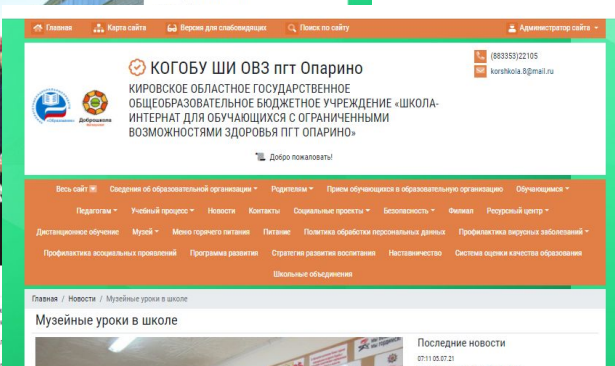 Главная Карта сайта Версия для слабовидящих Поиск по сайту Администратор сайта
КОГОБУ ШИ ОВЗ пгт Опарино
(883353)22105
korshkola.8@mail.ru
КИРОВСКОЕ ОБЛАСТНОЕ ГОСУДАРСТВЕННОЕ
ОБЩЕОБРАЗОВАТЕЛЬНОЕ БЮДЖЕТНОЕ УЧРЕЖДЕНИЕ «ШКОЛА-
ИНТЕРНАТ ДЛЯ ОБУЧАЮЩИХСЯ С ОГРАНИЧЕННЫМИ
ВОЗМОЖНОСТЯМИ ЗДОРОВЬЯ ПГТ ОПАРИНО»
«Образование» Доброшкола
Добро пожаловать!
Весь сайт Сведения об образовательной организации Родителям Прием обучающихся в образовательную организацию Обучающимся
Педагогам Учебный процесс Новости Контакты Социальные проекты Безопасность Филиал Ресурсный центр
Дистанционное обучение Музей Меню горячего питания Питание Политика обработки персональных данных Профилактика вирусных заболеваний
Профилактика асоциальных проявлений Программа развития Стратегия развития воспитания Наставничество Система оценки качества образования
Школьные объединения
Главная / Новости / Музейные уроки в школе
Музейные уроки в школе
Последние новости
07:11 05.07.21